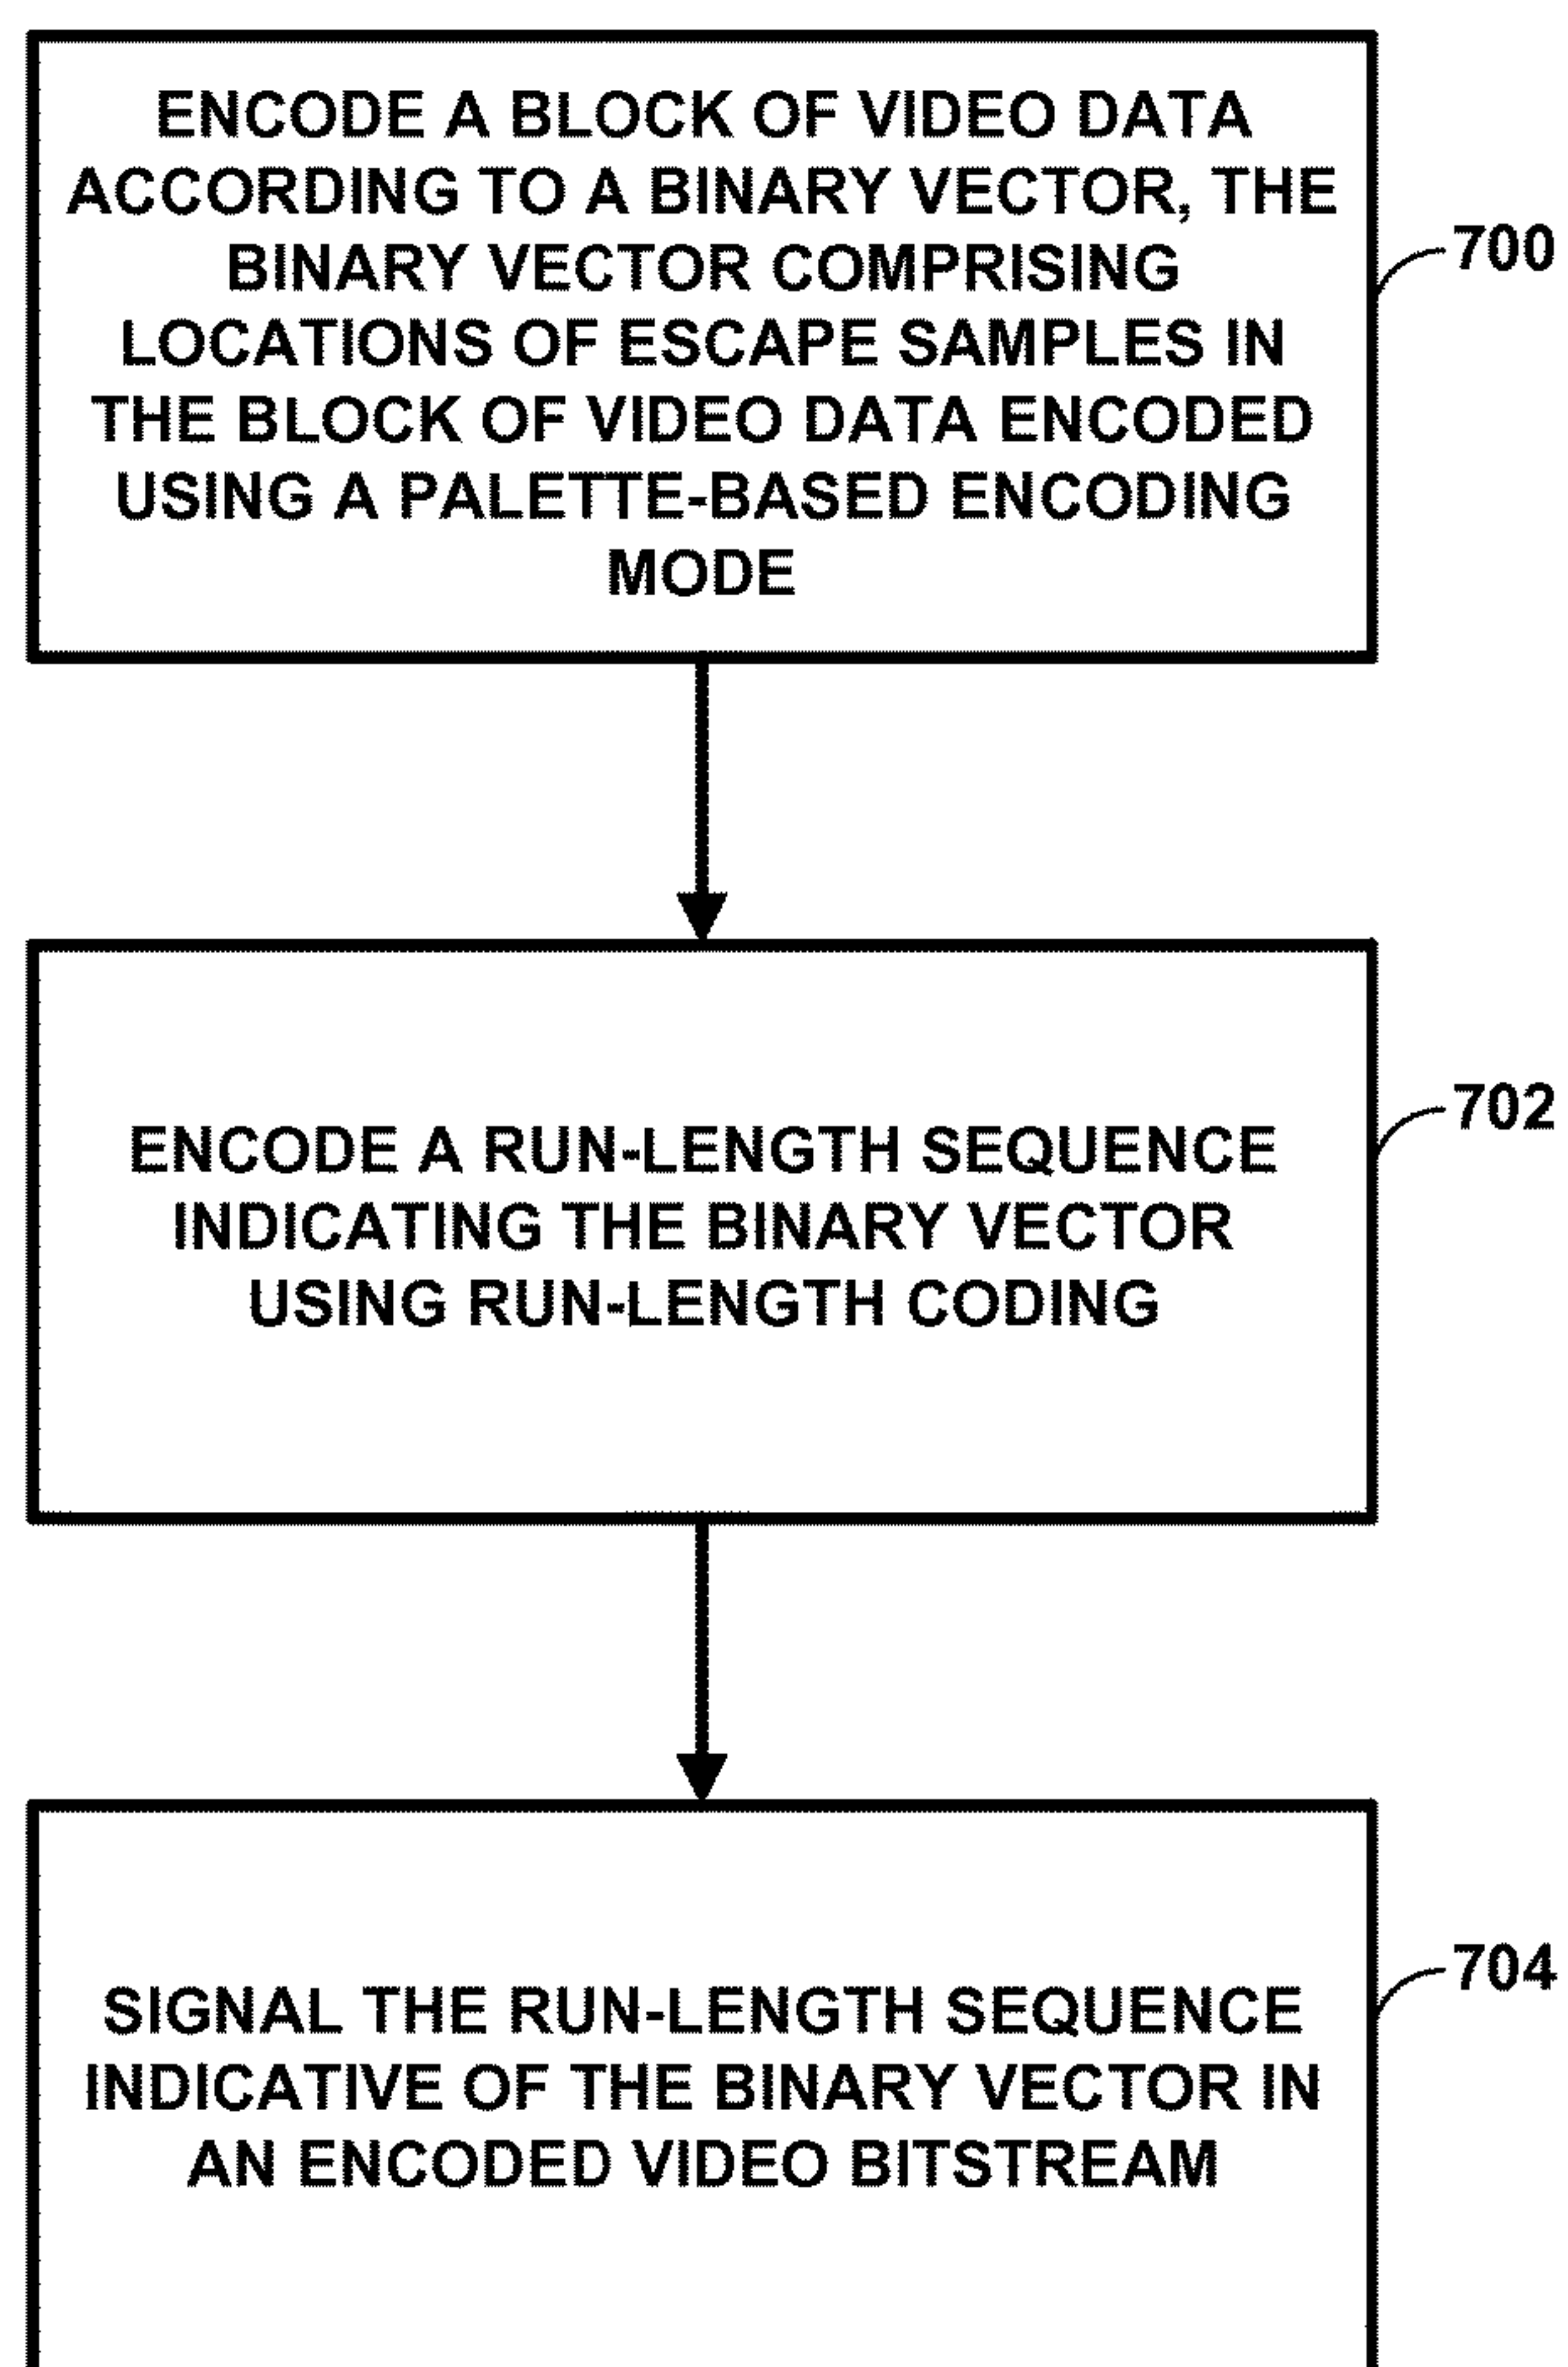 ENCODE A BLOCK OF VIDEO DATA
ACCORDING TO A BINARY VECTOR, THE
BINARY VECTOR COMPRISING
LOCATIONS OF ESCAPE SAMPLES IN
THE BLOCK OF VIDEO DATA ENCODED
USING A PALETTE-BASED ENCODING
MODE
700
ENCODE A RUN-LENGTH SEQUENCE
INDICATING THE BINARY VECTOR
USING RUN-LENGTH CODING
702
SIGNAL THE RUN-LENGTH SEQUENCE
INDICATIVE OF THE BINARY VECTOR IN
AN ENCODED VIDEO BITSTREAM
704